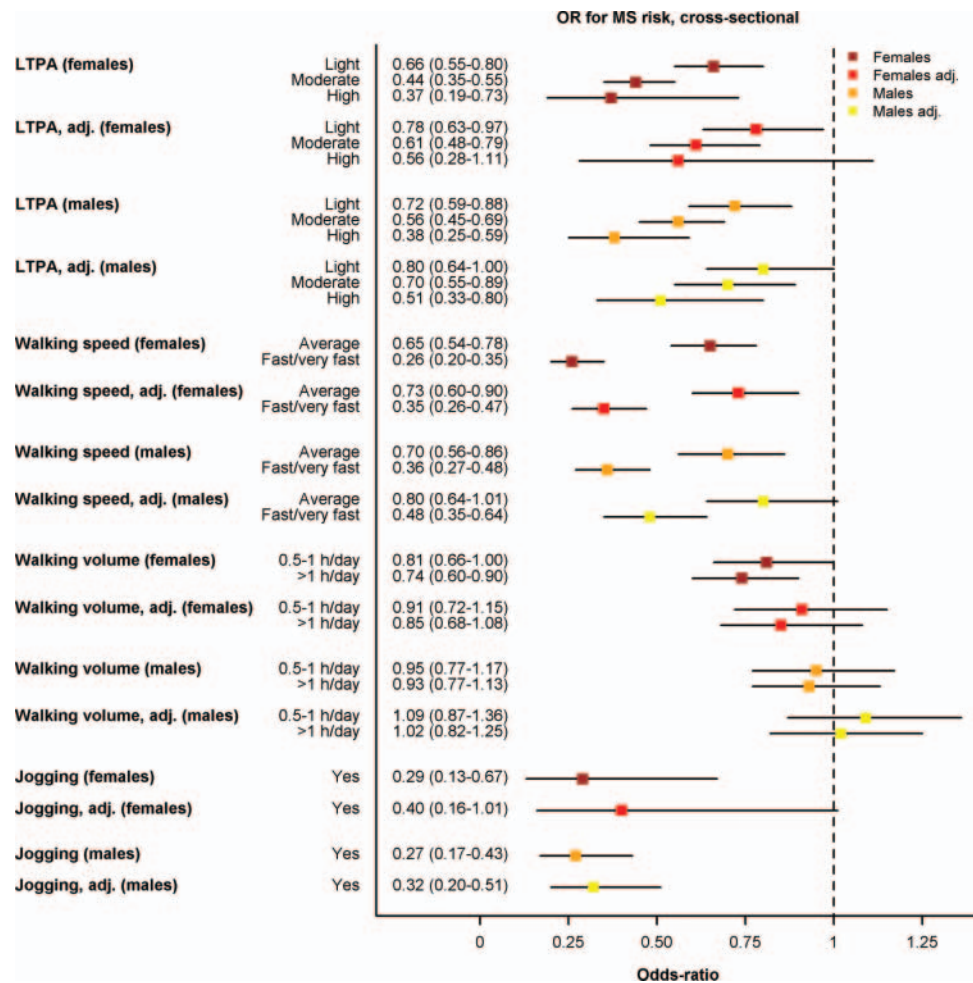 OR for MS risk, cross-sectional
Females
Females adj.
Males
Males adj.
LTPA (females) Light 0.66 (0.55-0.80)
Moderate 0.44 (0.35-0.55)
High 0.37 (0.19-0.73)
LTPA, adj. (females) Light 0.78 (0.63-0.97)
Moderate 0.61 (0.48-0.79)
High 0.56 (0.28-1.11)
LTPA (males) Light 0.72 (0.59-0.88)
Moderate 0.56 (0.45-0.69)
High 0.38 (0.25-0.59)
LTPA, adj. (males) Light 0.80 (0.64-1.00)
Moderate 0.70 (0.55-0.89)
High 0.51 (0.33-0.80)
Walking speed (females) Average 0.65 (0.54-0.78)
Fast/very fast 0.26 (0.20-0.35)
Walking speed, adj. (females) Average 0.73 (0.60-0.90)
Fast/very fast 0.35 (0.26-0.47)
Walking speed (males) Average 0.70 (0.56-0.86)
Fast/very fast 0.36 (0.27-0.48)
Walking speed, adj. (males) Average 0.80 (0.64-1.01)
Fast/very fast 0.48 (0.35-0.64)
Walking volume (females) 0.5-1 h/day 0.81 (0.66-1.00)
>1 h/day 0.74 (0.60-0.90)
Walking volume, adj. (females) 0.5-1 h/day 0.91 (0.72-1.15)
>1 h/day 0.85 (0.68-1.08)
Walking volume (males) 0.5-1 h/day 0.95 (0.77-1.17)
>1 h/day 0.93 (0.77-1.13)
Walking volume, adj. (males) 0.5-1 h/day 1.09 (0.87-1.36)
>1 h/day 1.02 (0.82-1.25)
Jogging (females) Yes 0.29 (0.13-0.67)
Jogging, adj. (females) Yes 0.40 (0.16-1.01)
Jogging (males) Yes 0.27 (0.17-0.43)
Jogging, adj. (males) Yes 0.32 (0.20-0.51)
0 0.25 0.50 0.75 1 1.25
Odds-ratio